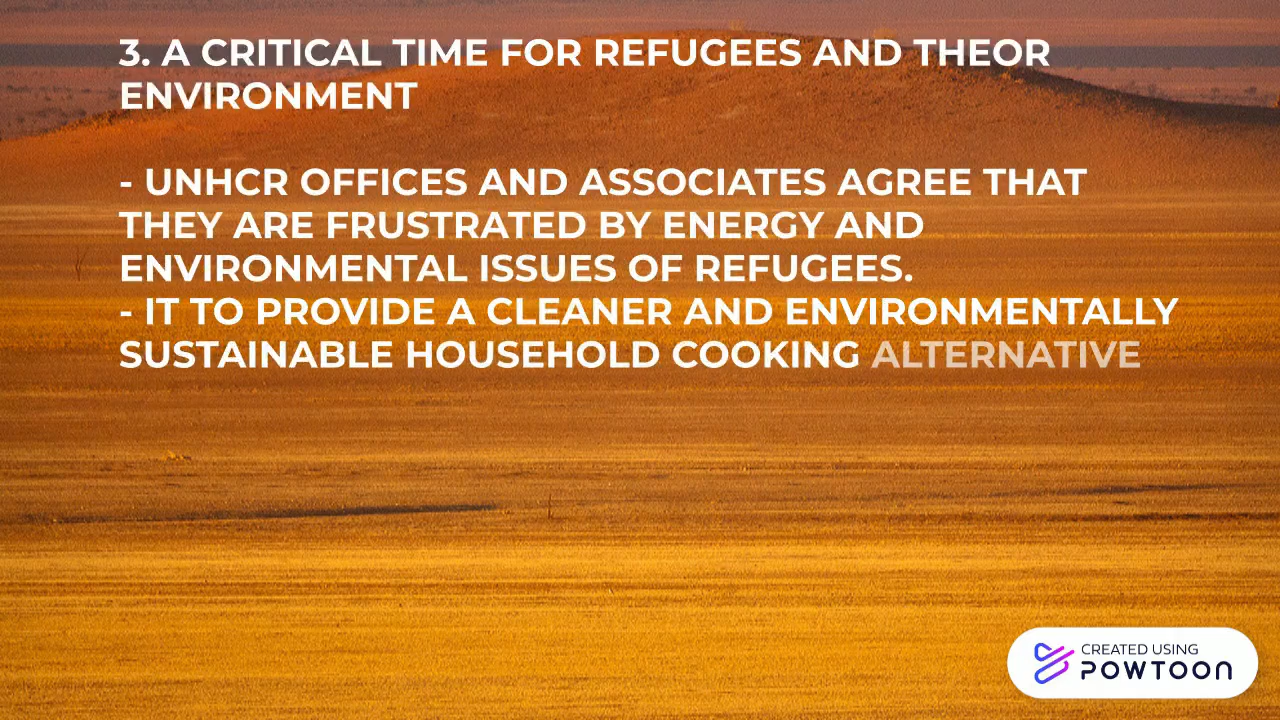 3. A CRITICAL TIME FOR REFUGEES AND THEOR
ENVIRONMENT
- UNHCR OFFICES AND ASSOCIATES AGREE THAT
THEY ARE FRUSTRATED BY ENERGY AND
ENVIRONMENTAL ISSUES OF REFUGEES.
- IT TO PROVIDE A CLEANER AND ENVIRONMENTALLY
SUSTAINABLE HOUSEHOLD COOKING ALTERNATIVE
CREATED USING
POWTOON